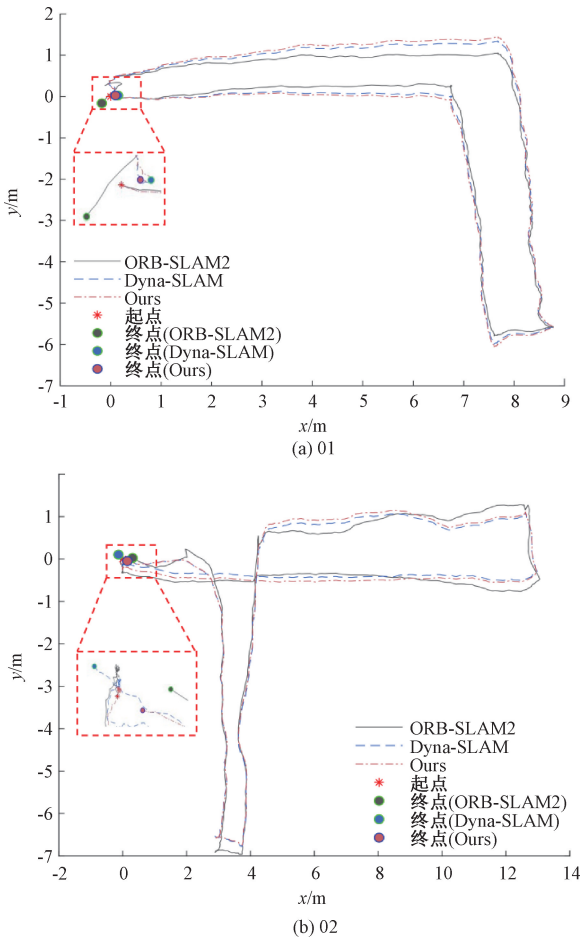 2
1
0
-1
-2
-3
-4
-5
-6
-7
y/m
ORB-SLAM2
Dyna-SLAM
Ours
起点
终点(ORB-SLAM2)
终点(Dyna-SLAM)
终点(Ours)
-1 0 1 2 3 4 5 6 7 8 9
x/m
(a) 01
1
0
1
-1
-2
-3
-4
-5
-6
-7
y/m
ORB-SLAM2
Dyna-SLAM
Ours
起点
终点(ORB-SLAM2)
终点(Dyna-SLAM)
终点(Ours)
-2 0 2 4 6 8 10 12 14
x/m
(b) 02